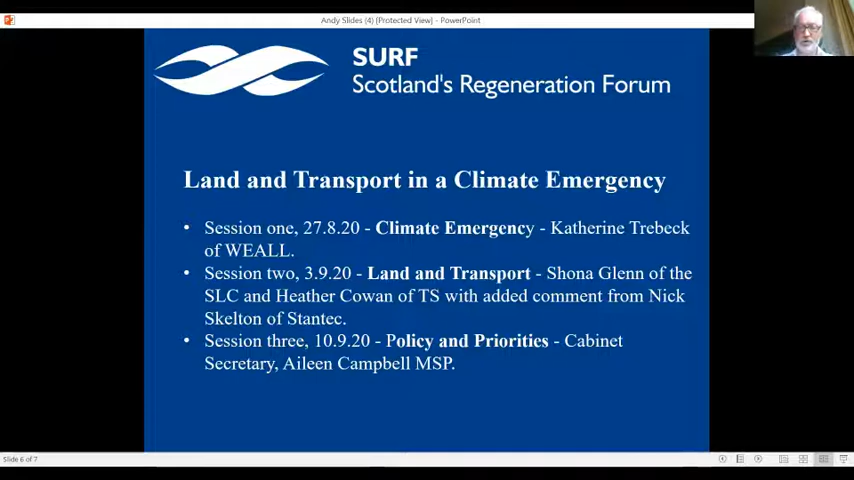 Andy Slides (4) [Protected View] - PowerPoint
SURF
Scotland's Regeneration Forum
Land and Transport in a Climate Emergency
• Session one, 27.8.20 - Climate Emergency - Katherine Trebeck
of WEALL.
• Session two, 3.9.20 - Land and Transport - Shona Glenn of the
SLC and Heather Cowan of TS with added comment from Nick
Skelton of Stantec.
• Session three, 10.9.20 - Policy and Priorities - Cabinet
Secretary, Aileen Campbell MSP.
Slide 6 of 7